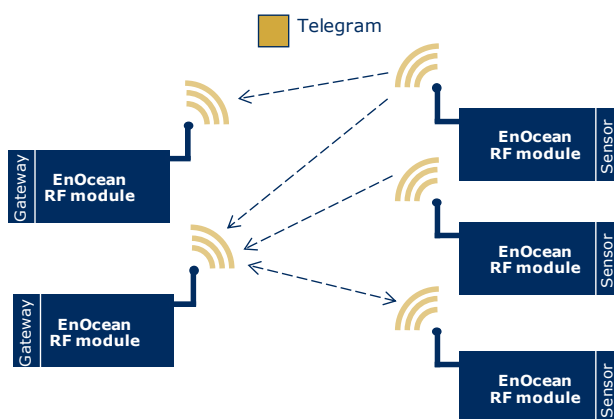 Telegram
Gateway
EnOcean
RF module
EnOcean
RF module
Sensor
EnOcean
RF module
Sensor
Gateway
EnOcean
RF module
EnOcean
RF module
Sensor